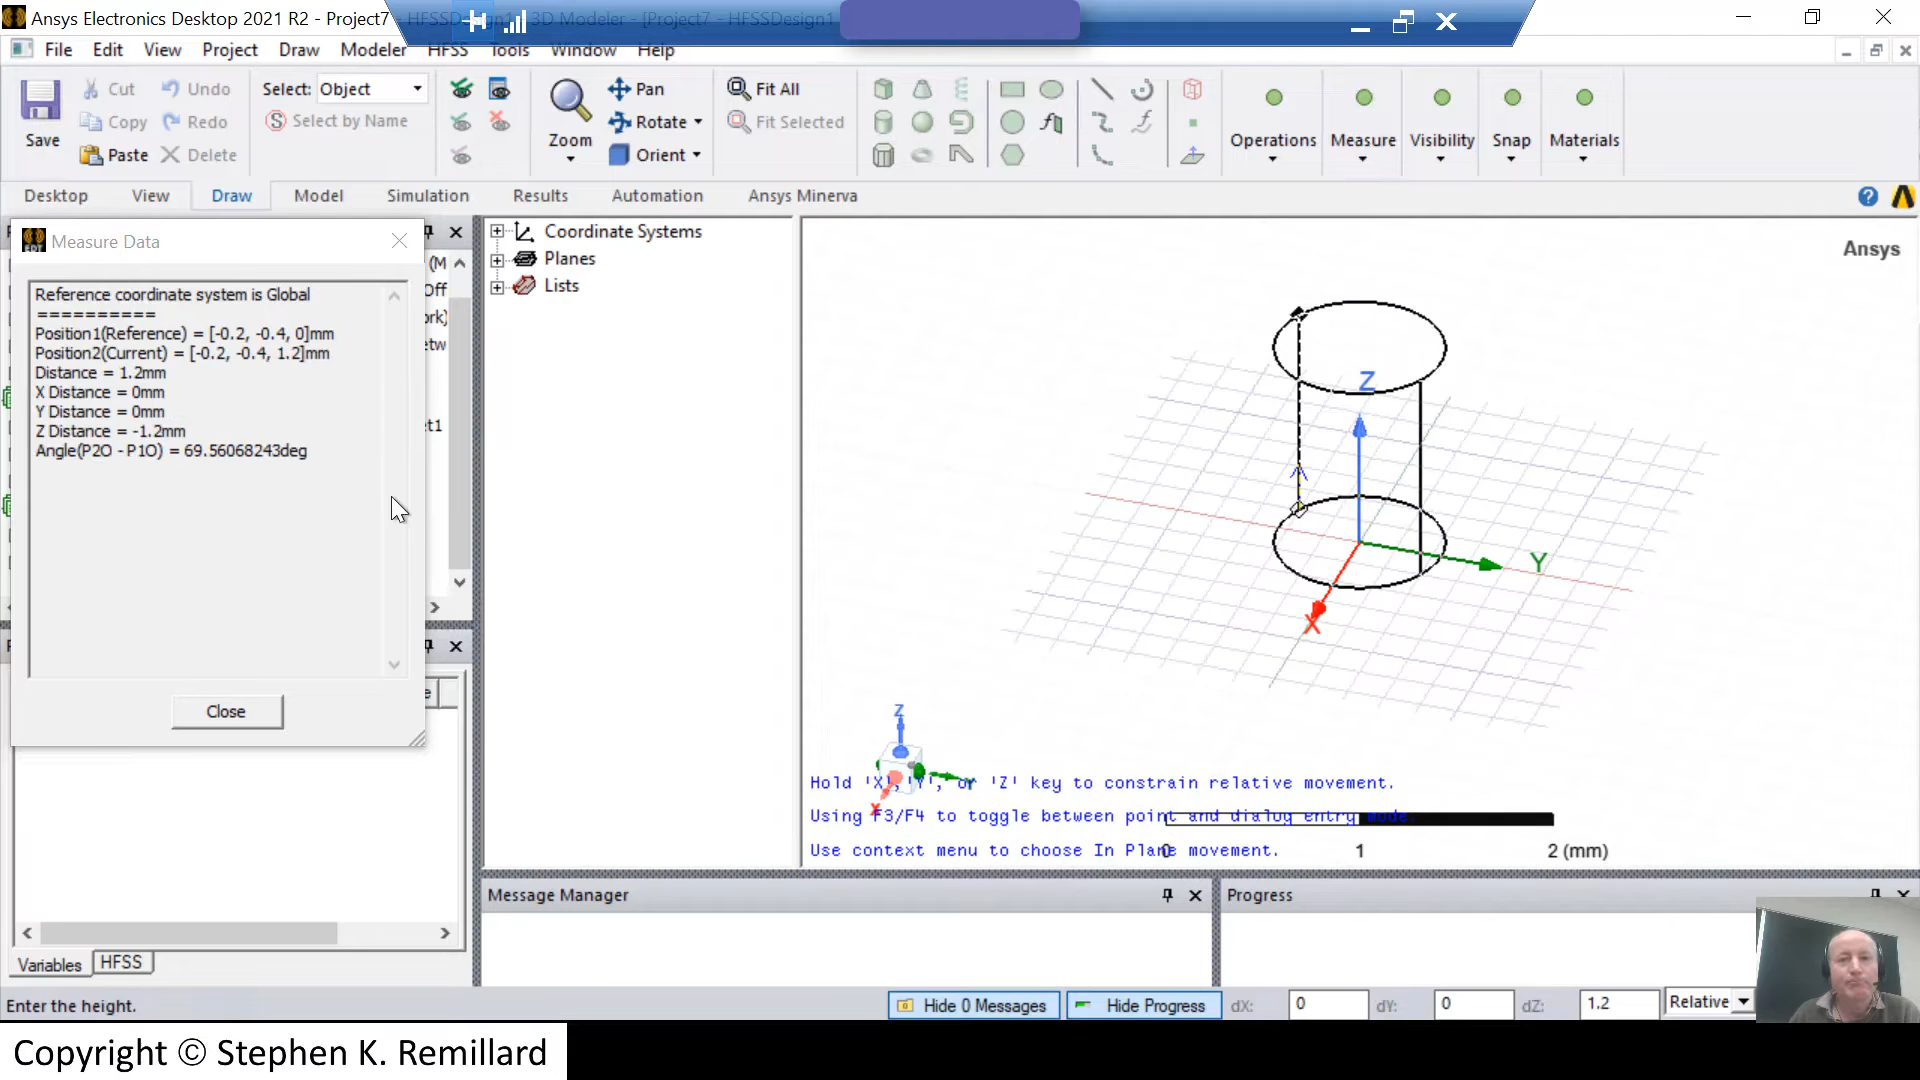 Ansys Electronics Desktop 2021 R2 - Project7 - HFSSDesign1 - 3D Modeler - [Project7 - HFSSDesign1
File Edit View Project Draw Modeler HFSS Tools Window Help
Save
Cut
Copy
Paste
Undo
Redo
Delete
Select: Object
Select by Name
Zoom
Pan
Rotate
Orient
Fit All
Fit Selected
Operations
Measure
Visibility
Snap
Materials
Desktop View Draw Model Simulation Results Automation Ansys Minerva
Measure Data
Reference coordinate system is Global
==========
Position1(Reference) = [-0.2, -0.4, 0]mm
Position2(Current) = [-0.2, -0.4, 1.2]mm
Distance = 1.2mm
X Distance = 0mm
Y Distance = 0mm
Z Distance = -1.2mm
Angle(P2O - P1O) = 69.56068243deg
Close
Coordinate Systems
Planes
Lists
Ansys
Z
Y
X
Z
Hold 'X', 'Y', or 'Z' key to constrain relative movement.
Using F3/F4 to toggle between point and dialog entry mode.
Use context menu to choose In Plane movement.
0 1 2 (mm)
Message Manager
Progress
Variables HFSS
Enter the height.
Hide 0 Messages
Hide Progress
dX: 0 dY: 0 dZ: 1.2 Relative
Copyright © Stephen K. Remillard